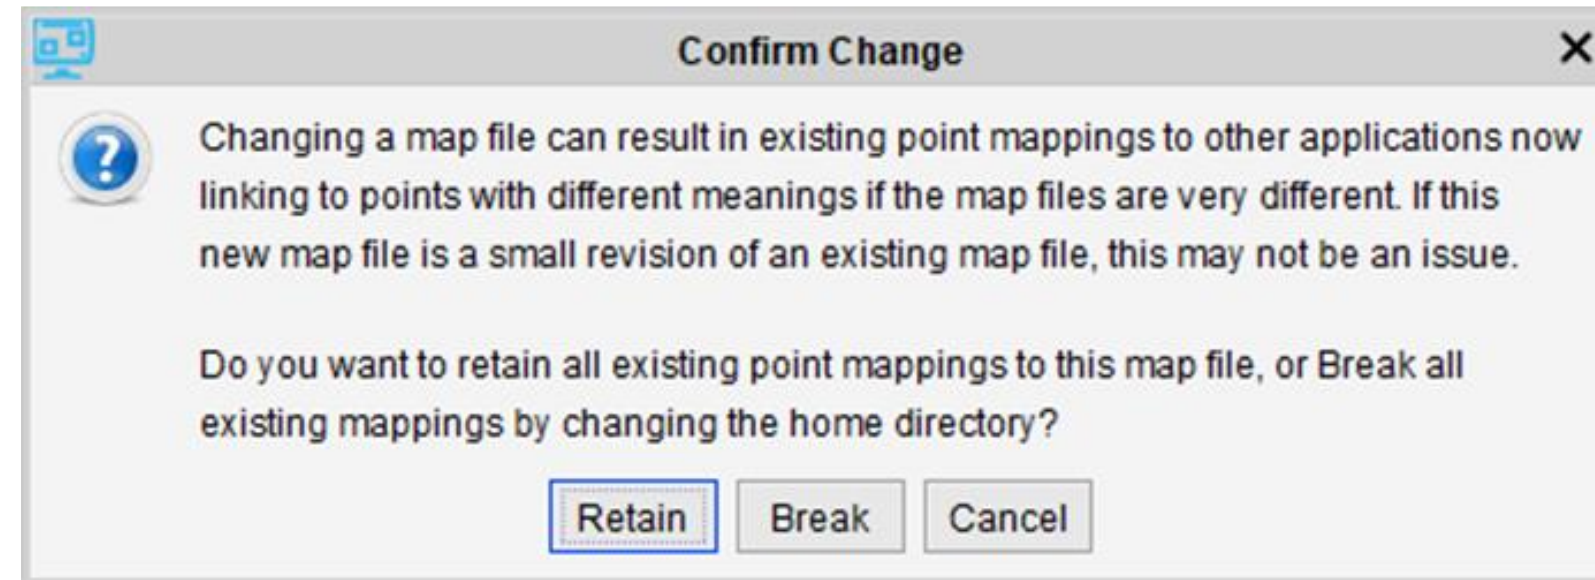 Confirm Change
Changing a map file can result in existing point mappings to other applications now
linking to points with different meanings if the map files are very different. If this
new map file is a small revision of an existing map file, this may not be an issue.
Do you want to retain all existing point mappings to this map file, or Break all
existing mappings by changing the home directory?
Retain Break Cancel